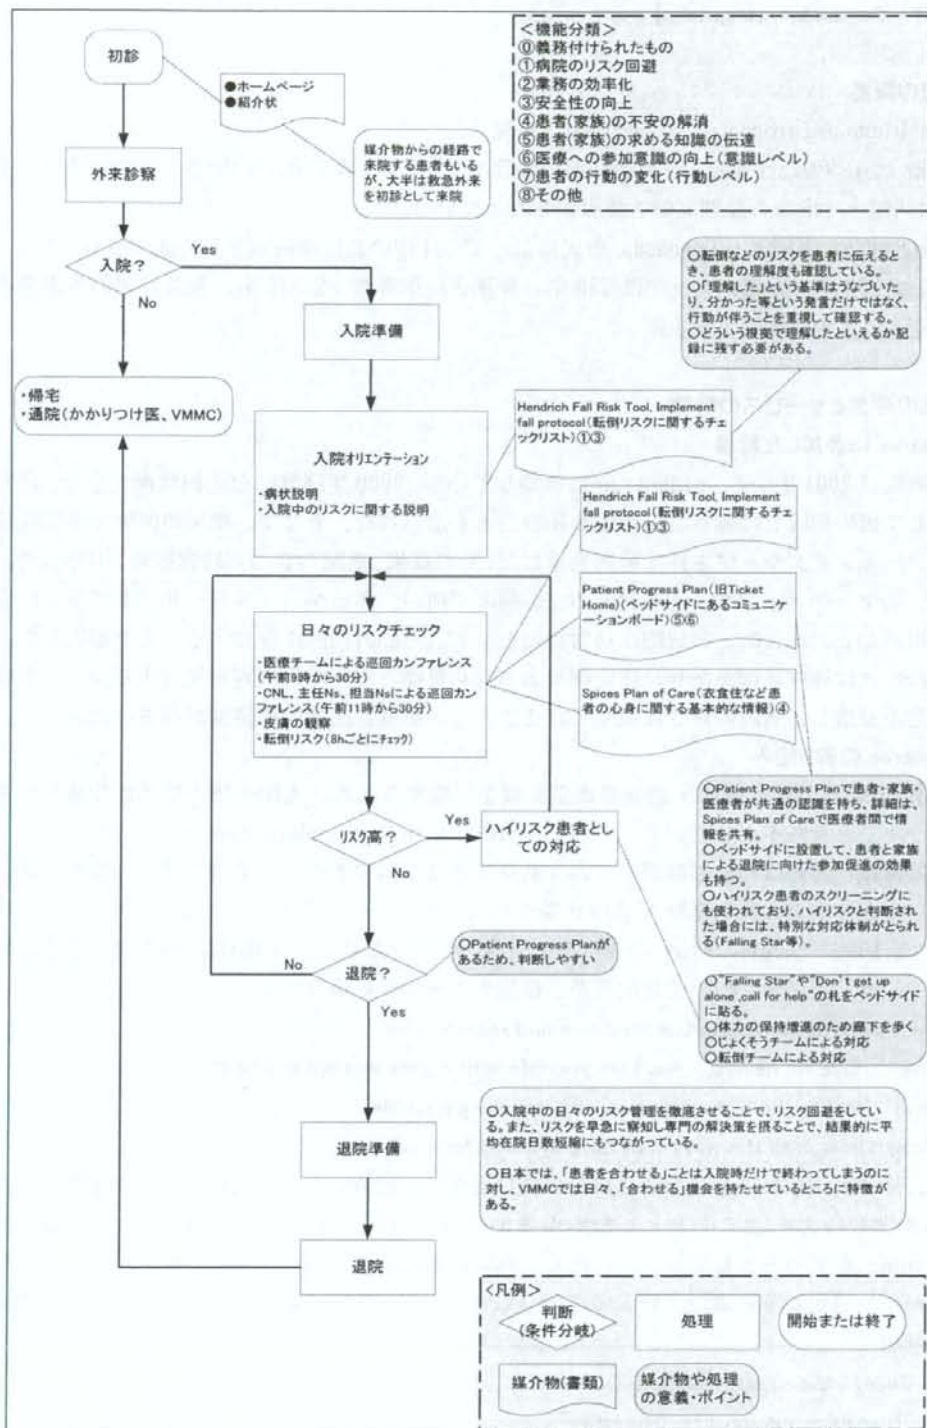 初診
●ホームページ
●紹介状
媒介物からの経路で
来院する患者もいる
が、大半は救急外来
を初診として来院
＜機能分類＞
⓪義務付けられたもの
①病院のリスク回避
②業務の効率化
③安全性の向上
④患者(家族)の不安の解消
⑤患者(家族)の求める知識の伝達
⑥医療への参加意識の向上(意識レベル)
⑦患者の行動の変化(行動レベル)
⑧その他
外来診察
入院？
Yes
No
入院準備
・帰宅
・通院(かかりつけ医、VMMC)
○転倒などのリスクを患者に伝えるとき、患者の理解度も確認している。
○「理解した」という基準はうなづいたり、分かった等という発言だけではなく、行動が伴うことを重視して確認する。
○どういう視拠で理解したといえるか記録に残す必要がある。
入院オリエンテーション
・病状説明
・入院中のリスクに関する説明
Hendrich Fall Risk Tool, Implement
fall protocol(転倒リスクに関するチェ
ックリスト)①③
Hendrich Fall Risk Tool, Implement
fall protocol(転倒リスクに関するチェ
ックリスト)①③
Patient Progress Plan(旧Ticket
Home)(ベッドサイドにあるコミュニケ
ーションボード)⑤⑥
Spices Plan of Care(衣食住など患
者の心身に関する基本的な情報)④
日々のリスクチェック
・医療チームによる巡回カンファレンス
(午前9時から30分)
・CNL、主任Ns、担当Nsによる巡回カン
ファレンス(午前11時から30分)
・皮膚の観察
・転倒リスク(8hごとにチェック)
リスク高？
Yes
No
ハイリスク患者とし
ての対応
○Patient Progress Planで患者・家族・
医療者が共通の認識を持ち、詳細は、
Spices Plan of Careで医療者間で情
報を共有。
○ベッドサイドに設置して、患者と家族
による退院に向けた参加促進の効果
も持つ。
○ハイリスク患者のスクリーニングに
も使われており、ハイリスクと判断され
た場合には、特別な対応体制がとら
れる(Falling Star等)。
○Patient Progress Planが
あるため、判断しやすい
退院？
No
Yes
○"Falling Star"や"Don't get up
alone ,call for help"の札をベッドサイド
に貼る。
○体力の保持増進のため廊下を歩く
○じょくそうチームによる対応
○転倒チームによる対応
退院準備
○入院中の日々のリスク管理を徹底させることで、リスク回避をしてい
る。また、リスクを早急に察知し専門の解決策を摂ることで、結果的に平
均在院日数短縮にもつながっている。
○日本では、「患者を合わせる」ことは入院時だけで終わってしまうのに
対し、VMMCでは日々、「合わせる」機会を持たせているところに特徴が
ある。
退院
＜凡例＞
判断
(条件分岐)
処理
開始または終了
媒介物(書類)
媒介物や処理
の意義・ポイント